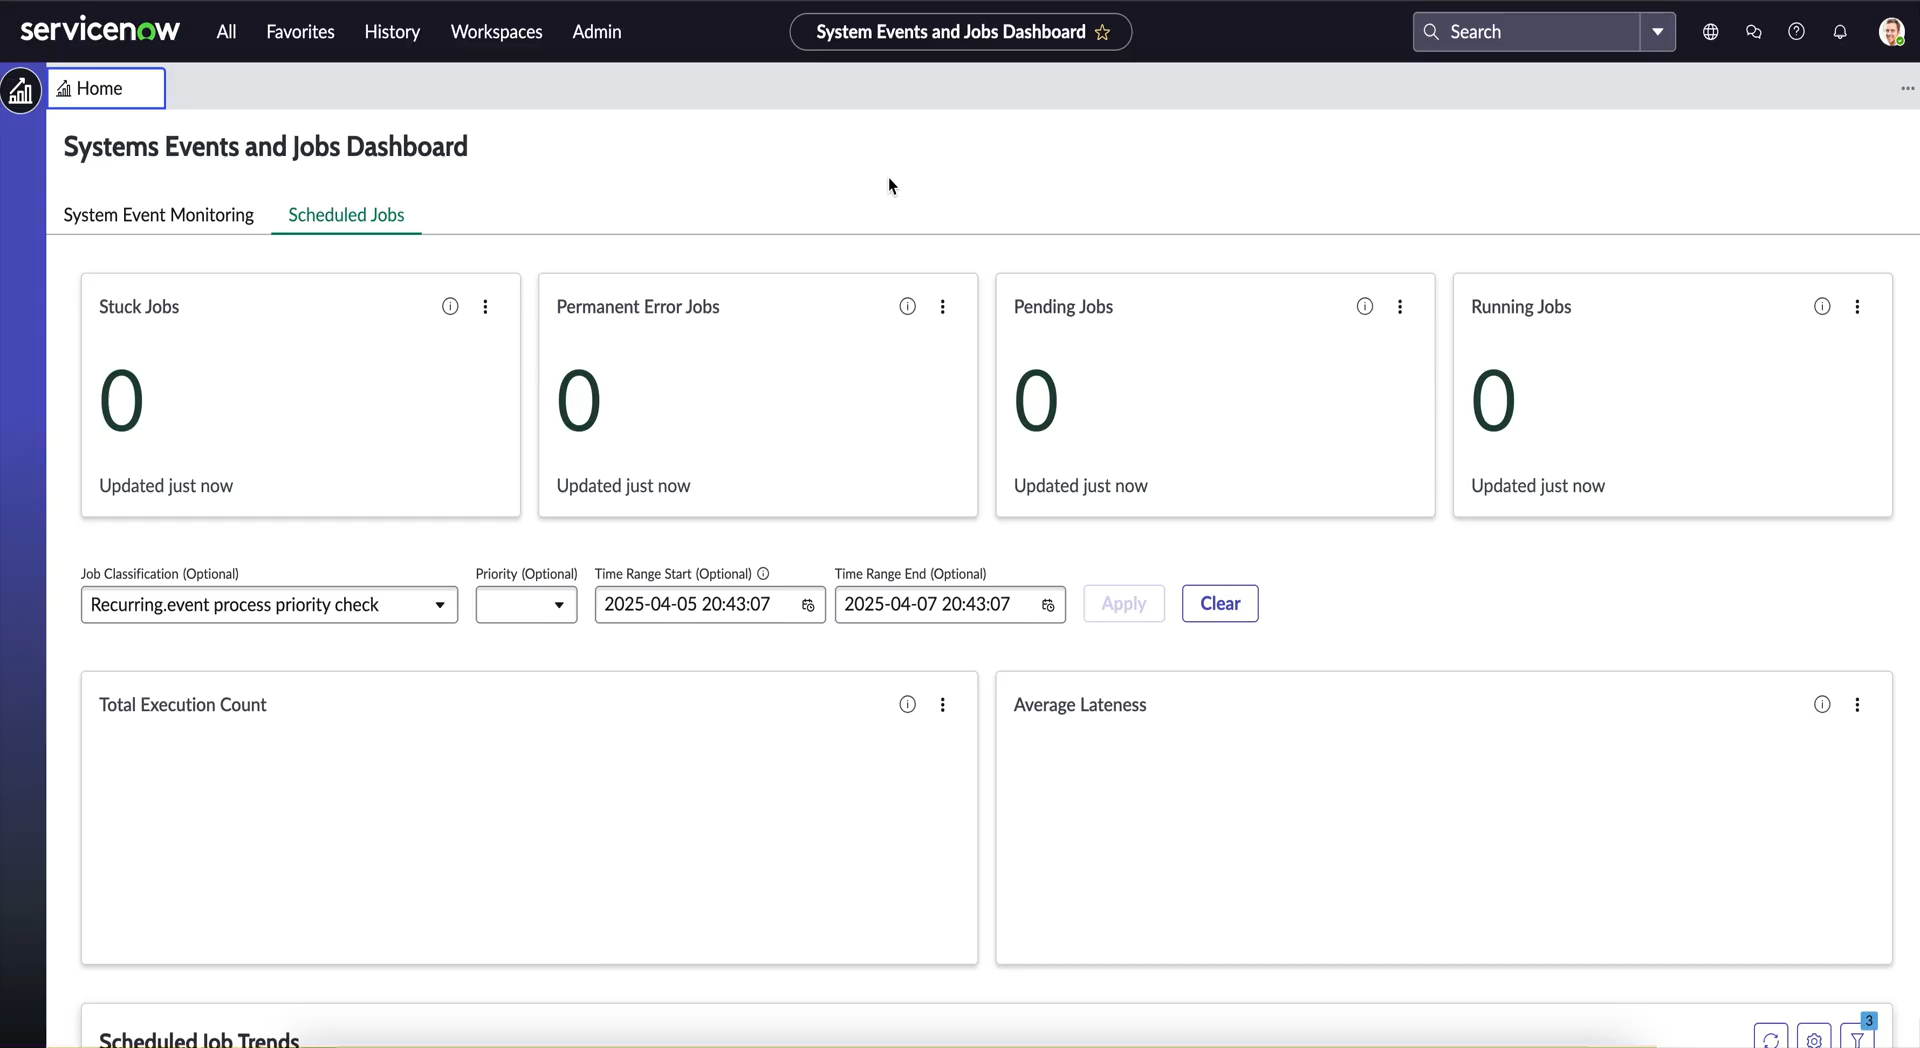 servicenow All Favorites History Workspaces Admin System Events and Jobs Dashboard Search
Home
Systems Events and Jobs Dashboard
System Event Monitoring Scheduled Jobs
Stuck Jobs Permanent Error Jobs Pending Jobs Running Jobs
0 0 0 0
Updated just now Updated just now Updated just now Updated just now
Job Classification (Optional) Priority (Optional) Time Range Start (Optional) Time Range End (Optional)
Recurring.event process priority check 2025-04-05 20:43:07 2025-04-07 20:43:07 Apply Clear
Total Execution Count Average Lateness
Scheduled Job Trends 3